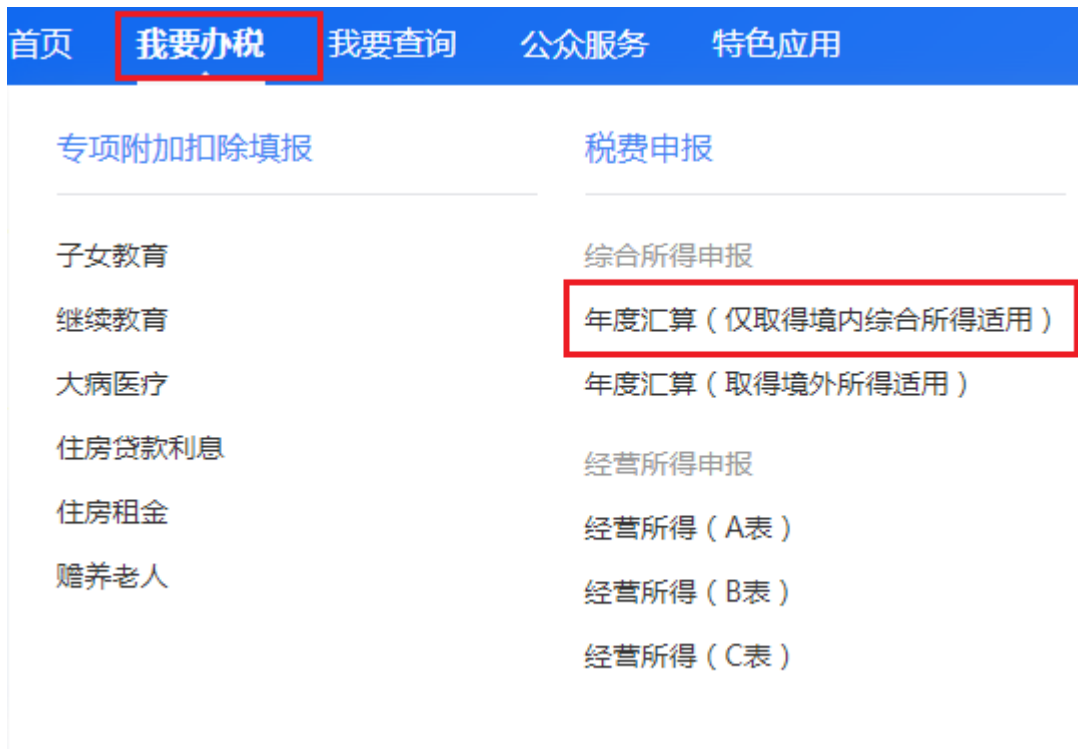 首页 我要办税 我要查询 公众服务 特色应用
专项附加扣除填报
子女教育
继续教育
大病医疗
住房贷款利息
住房租金
赡养老人
税费申报
综合所得申报
年度汇算（仅取得境内综合所得适用）
年度汇算（取得境外所得适用）
经营所得申报
经营所得（A表）
经营所得（B表）
经营所得（C表）